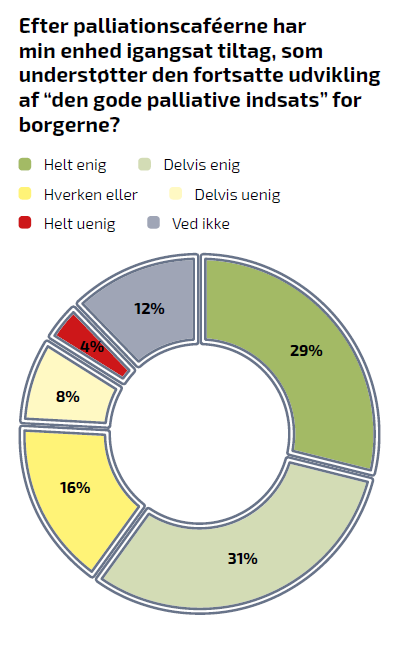 Efter palliationscaféerne har
min enhed igangsat tiltag, som
understøtter den fortsatte udvikling
af “den gode palliative indsats” for
borgerne?
Helt enig Delvis enig
Hverken eller Delvis uenig
Helt uenig Ved ikke
12%
29%
4%
8%
16%
31%